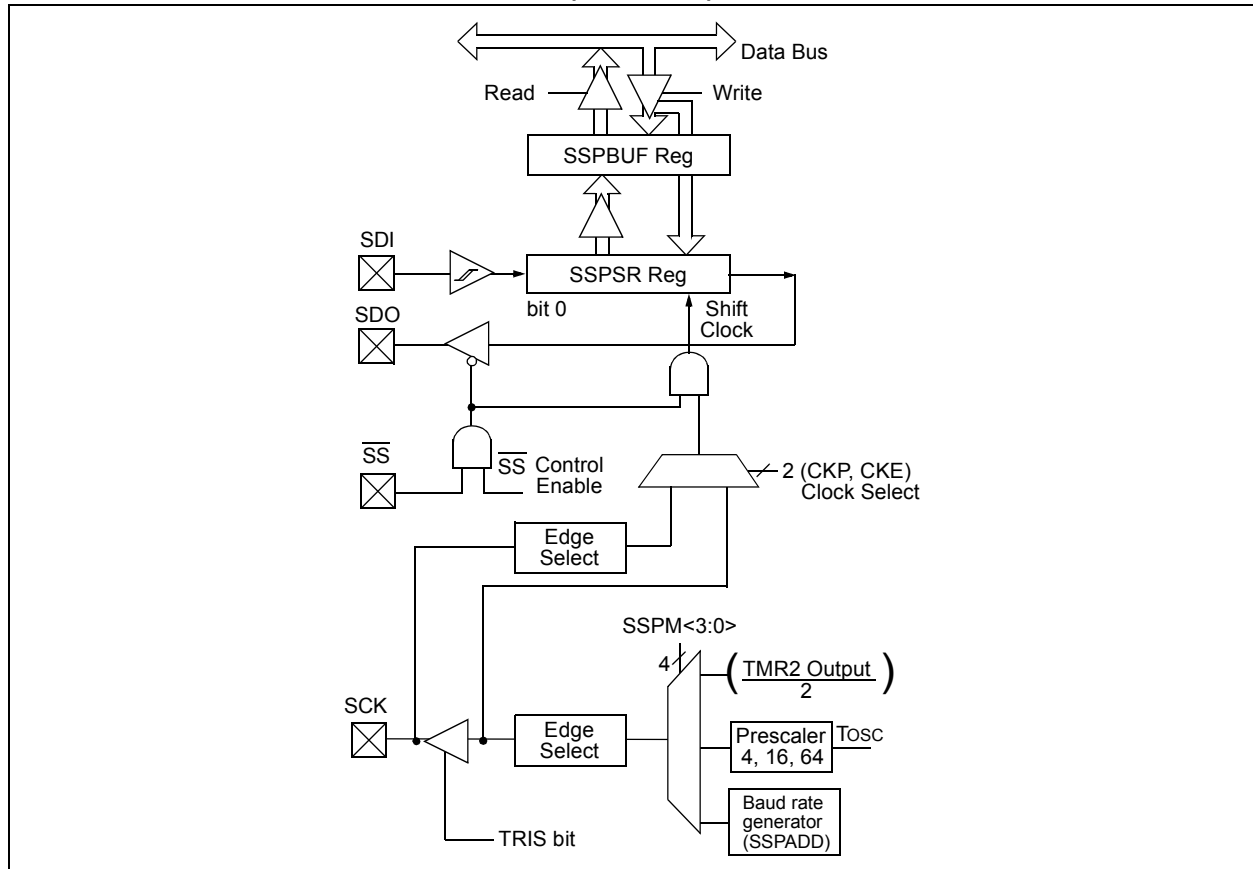 Data Bus
Read
Write
SSPBUF Reg
SDI
SSPSR Reg
bit 0
Shift
Clock
SDO
SS
SS Control
Enable
2 (CKP, CKE)
Clock Select
Edge
Select
SSPM<3:0>
4
(TMR2 Output)
2
SCK
Edge
Select
Prescaler
4, 16, 64
TOSC
Baud rate
generator
(SSPADD)
TRIS bit